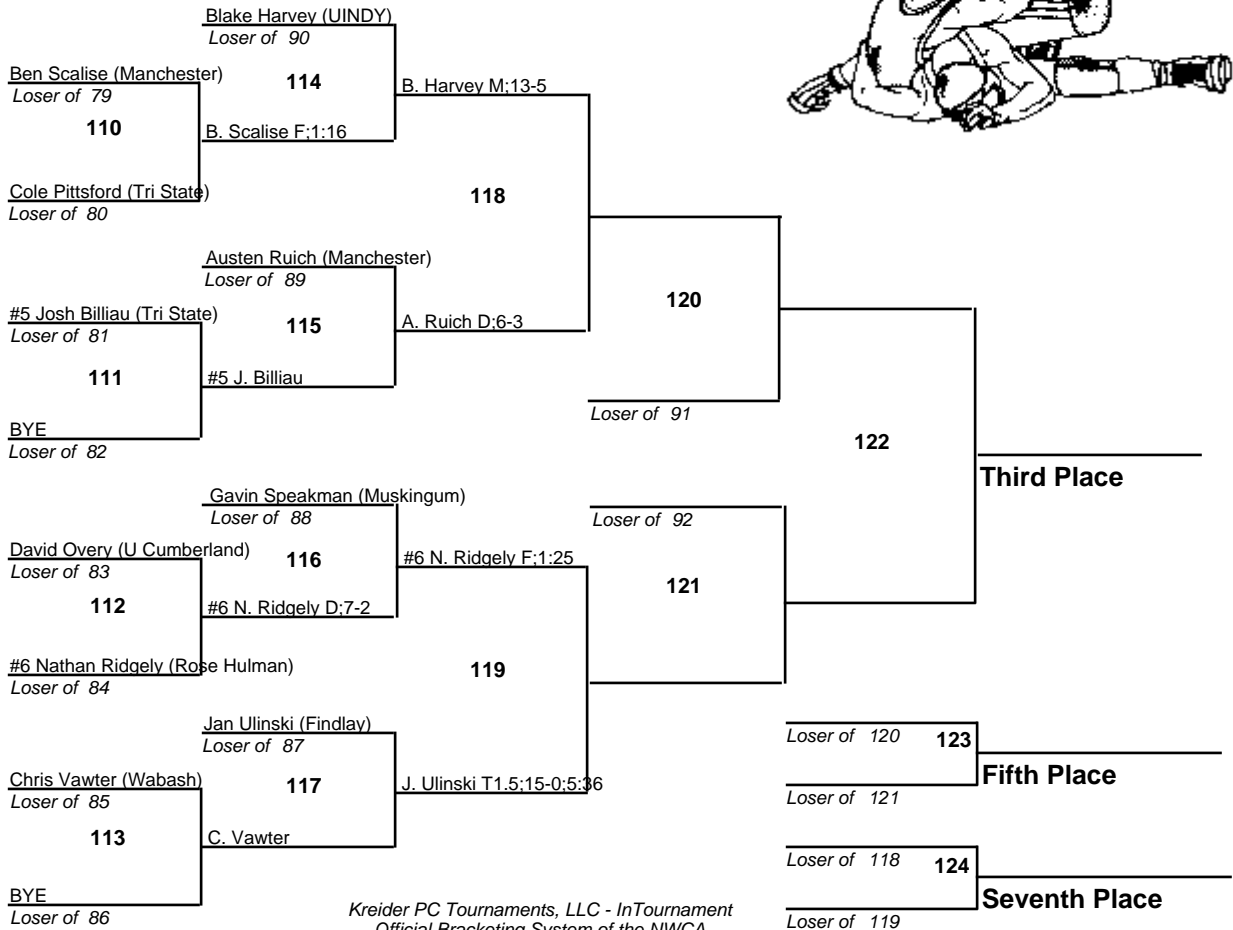 Blake Harvey (UINDY)
Loser of 90
Ben Scalise (Manchester)
114
Loser of 79
B. Harvey M;13-5
110
B. Scalise F;1:16
Cole Pittsford (Tri State)
118
Loser of 80
Austen Ruich (Manchester)
Loser of 89
120
#5 Josh Billiau (Tri State)
115
A. Ruich D;6-3
Loser of 81
111
#5 J. Billiau
Loser of 91
BYE
122
Loser of 82
Third Place
Gavin Speakman (Muskingum)
Loser of 88
Loser of 92
David Overy (U Cumberland)
116
#6 N. Ridgely F;1:25
Loser of 83
121
112
#6 N. Ridgely D;7-2
#6 Nathan Ridgely (Rose Hulman)
119
Loser of 84
Jan Ulinski (Findlay)
Loser of 87
Loser of 120
123
Chris Vawter (Wabash)
117
J. Ulinski T1.5;15-0;5:36
Fifth Place
Loser of 85
Loser of 121
113
C. Vawter
Loser of 118
124
BYE
Seventh Place
Loser of 86
Kreider PC Tournaments, LLC - InTournament
Loser of 119
Official Bracketing System of the NWCA